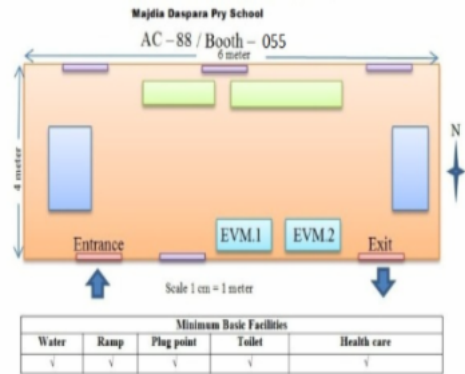 Majdia Daspara Pry School
AC - 88 / Booth - 055
6 meter
4 meter
N
EVM.1 EVM.2
Entrance Exit
Scale 1 cm = 1 meter
Minimum Basic Facilities
Water Ramp Plug point Toilet Health care
√ √ √ √ √